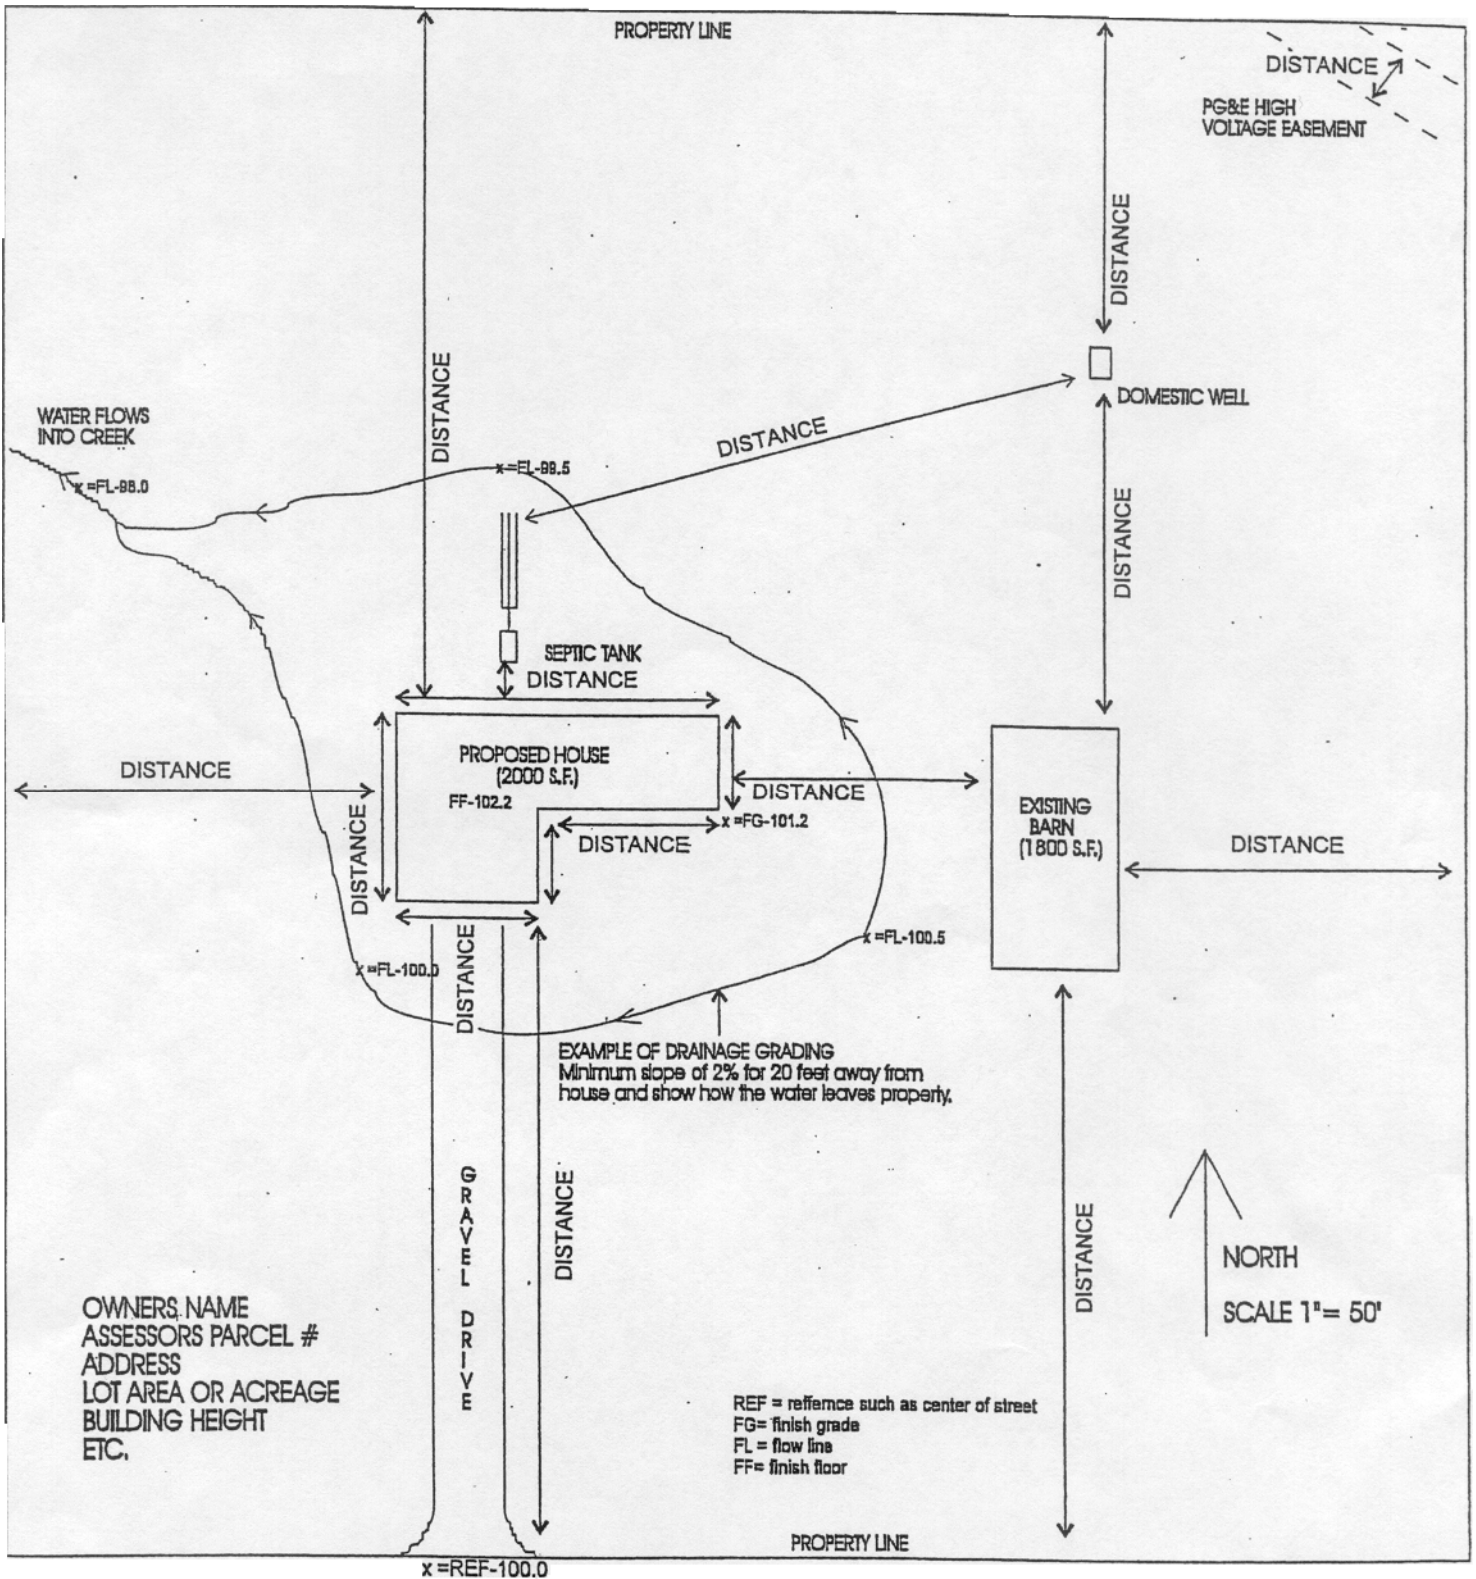 PROPERTY LINE
DISTANCE
PG&E HIGH
VOLTAGE EASEMENT
DISTANCE
DISTANCE
DOMESTIC WELL
DISTANCE
WATER FLOWS
INTO CREEK
x =FL-98.0
x =FL-99.5
DISTANCE
SEPTIC TANK
DISTANCE
DISTANCE
PROPOSED HOUSE
(2000 S.F.)
FF-102.2
DISTANCE
DISTANCE
x =FG-101.2
DISTANCE
DISTANCE
EXISTING
BARN
(1800 S.F.)
DISTANCE
x =FL-100.5
x =FL-100.0
DISTANCE
EXAMPLE OF DRAINAGE GRADING
Minimum slope of 2% for 20 feet away from
house and show how the water leaves property.
GRAVEL DRIVE
DISTANCE
DISTANCE
NORTH
SCALE 1"= 50'
OWNERS NAME
ASSESSORS PARCEL #
ADDRESS
LOT AREA OR ACREAGE
BUILDING HEIGHT
ETC.
REF = reffernce such as center of street
FG= finish grade
FL = flow line
FF= finish floor
PROPERTY LINE
x =REF-100.0